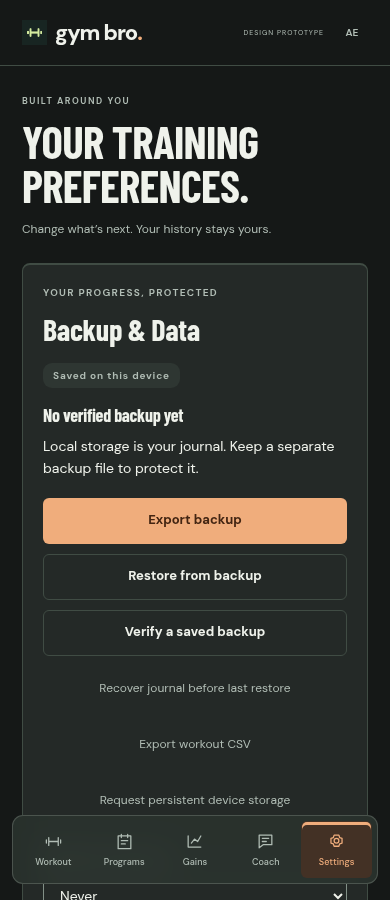 gym bro.
DESIGN PROTOTYPE
AE
BUILT AROUND YOU
YOUR TRAINING
PREFERENCES.
Change what’s next. Your history stays yours.
YOUR PROGRESS, PROTECTED
Backup & Data
Saved on this device
No verified backup yet
Local storage is your journal. Keep a separate
backup file to protect it.
Export backup
Restore from backup
Verify a saved backup
Recover journal before last restore
Export workout CSV
Request persistent device storage
Workout
Programs
Gains
Coach
Settings
Never